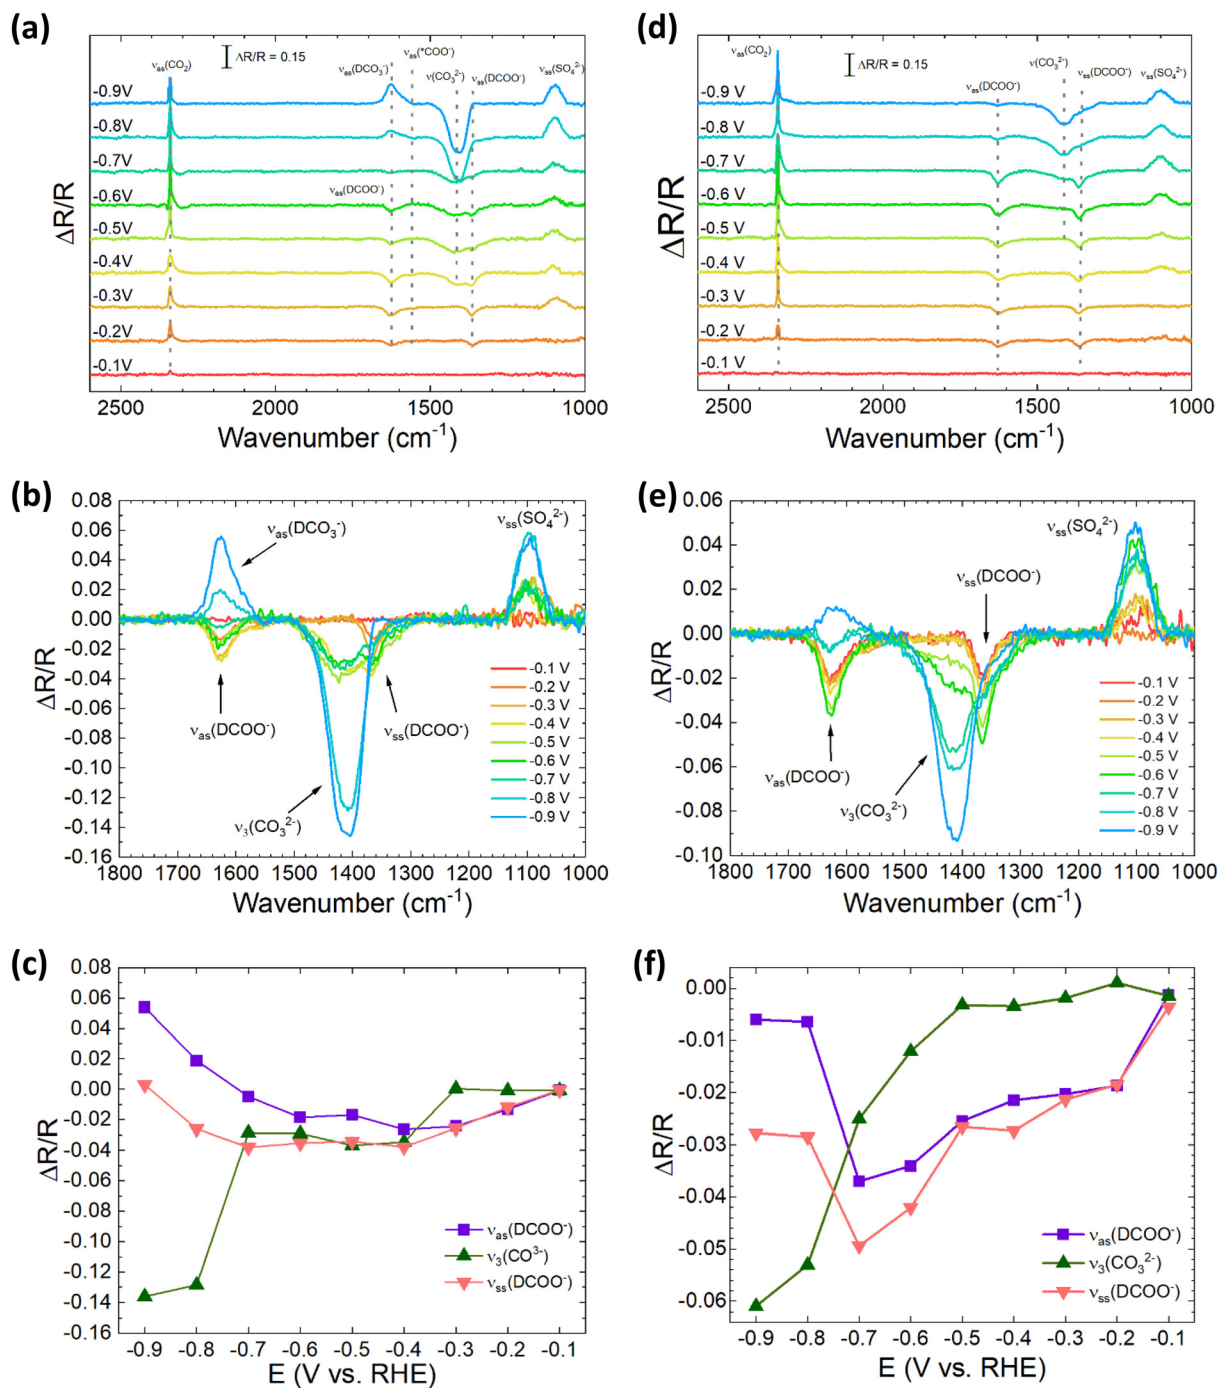 (a)
ΔR/R = 0.15
νas(CO2)
νas(DCO3-)
νas(*COO-)
ν(CO32-)
νss(DCOO-)
νss(SO42-)
-0.9V
-0.8V
-0.7V
νas(DCOO-)
-0.6V
-0.5V
-0.4V
-0.3V
-0.2V
-0.1V
ΔR/R
2500 2000 1500 1000
Wavenumber (cm-1)
(d)
νas(CO2)
ΔR/R = 0.15
νas(DCOO-)
ν(CO32-)
νss(DCOO-)
νss(SO42-)
-0.9 V
-0.8 V
-0.7 V
-0.6 V
-0.5 V
-0.4 V
-0.3 V
-0.2 V
-0.1 V
ΔR/R
2500 2000 1500 1000
Wavenumber (cm-1)
(b)
0.08
0.06
0.04
0.02
0.00
-0.02
-0.04
-0.06
-0.08
-0.10
-0.12
-0.14
-0.16
ΔR/R
νas(DCO3-)
νss(SO42-)
νas(DCOO-)
νss(DCOO-)
ν3(CO32-)
-0.1 V
-0.2 V
-0.3 V
-0.4 V
-0.5 V
-0.6 V
-0.7 V
-0.8 V
-0.9 V
1800 1700 1600 1500 1400 1300 1200 1100 1000
Wavenumber (cm-1)
(e)
0.06
0.04
0.02
0.00
-0.02
-0.04
-0.06
-0.08
-0.10
ΔR/R
νss(SO42-)
νss(DCOO-)
νas(DCOO-)
ν3(CO32-)
-0.1 V
-0.2 V
-0.3 V
-0.4 V
-0.5 V
-0.6 V
-0.7 V
-0.8 V
-0.9 V
1800 1700 1600 1500 1400 1300 1200 1100 1000
Wavenumber (cm-1)
(c)
0.08
0.06
0.04
0.02
0.00
-0.02
-0.04
-0.06
-0.08
-0.10
-0.12
-0.14
-0.16
ΔR/R
νas(DCOO-)
ν3(CO3-)
νss(DCOO-)
-0.9 -0.8 -0.7 -0.6 -0.5 -0.4 -0.3 -0.2 -0.1
E (V vs. RHE)
(f)
0.00
-0.01
-0.02
-0.03
-0.04
-0.05
-0.06
ΔR/R
νas(DCOO-)
ν3(CO32-)
νss(DCOO-)
-0.9 -0.8 -0.7 -0.6 -0.5 -0.4 -0.3 -0.2 -0.1
E (V vs. RHE)